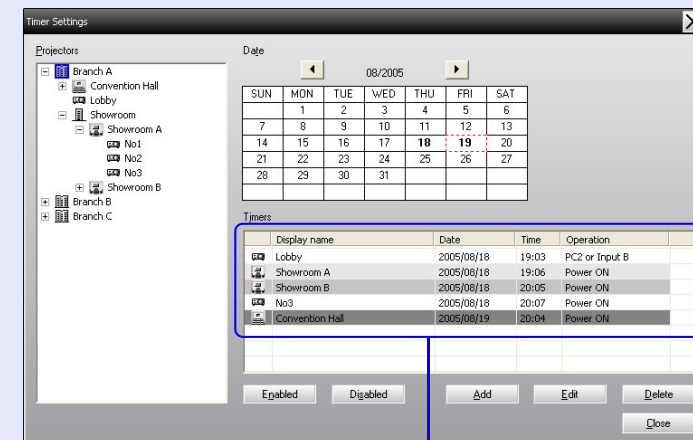 Timer Settings
Projectors
Branch A
Convention Hall
Lobby
Showroom
Showroom A
No1
No2
No3
Showroom B
Branch B
Branch C
Date
08/2005
SUN MON TUE WED THU FRI SAT
1 2 3 4 5 6
7 8 9 10 11 12 13
14 15 16 17 18 19 20
21 22 23 24 25 26 27
28 29 30 31
Timers
Display name Date Time Operation
Lobby 2005/08/18 19:03 PC2 or Input B
Showroom A 2005/08/18 19:06 Power ON
Showroom B 2005/08/18 20:05 Power ON
No3 2005/08/18 20:07 Power ON
Convention Hall 2005/08/19 20:04 Power ON
Enabled Disabled Add Edit Delete
Close